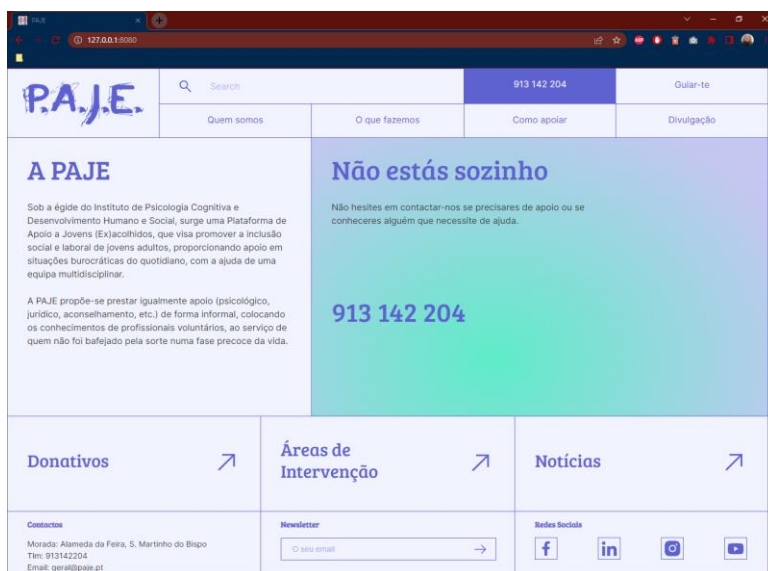 PAJE
127.0.0.1:8080
P.A.J.E.
Search
913 142 204
Guiar-te
Quem somos
O que fazemos
Como apoiar
Divulgação
A PAJE
Sob a égide do Instituto de Psicologia Cognitiva e
Desenvolvimento Humano e Social, surge uma Plataforma de
Apoio a Jovens (Ex)acolhidos, que visa promover a inclusão
social e laboral de jovens adultos, proporcionando apoio em
situações burocráticas do quotidiano, com a ajuda de uma
equipa multidisciplinar.
A PAJE propõe-se prestar igualmente apoio (psicológico,
jurídico, aconselhamento, etc.) de forma informal, colocando
os conhecimentos de profissionais voluntários, ao serviço de
quem não foi bafejado pela sorte numa fase precoce da vida.
Não estás sozinho
Não hesites em contactar-nos se precisares de apoio ou se
conheceres alguém que necessite de ajuda.
913 142 204
Donativos
Áreas de
Intervenção
Notícias
Contactos
Morada: Alameda da Feira, S. Martinho do Bispo
Tlm: 913142204
Email: geral@paje.pt
Newsletter
O seu email
Redes Sociais